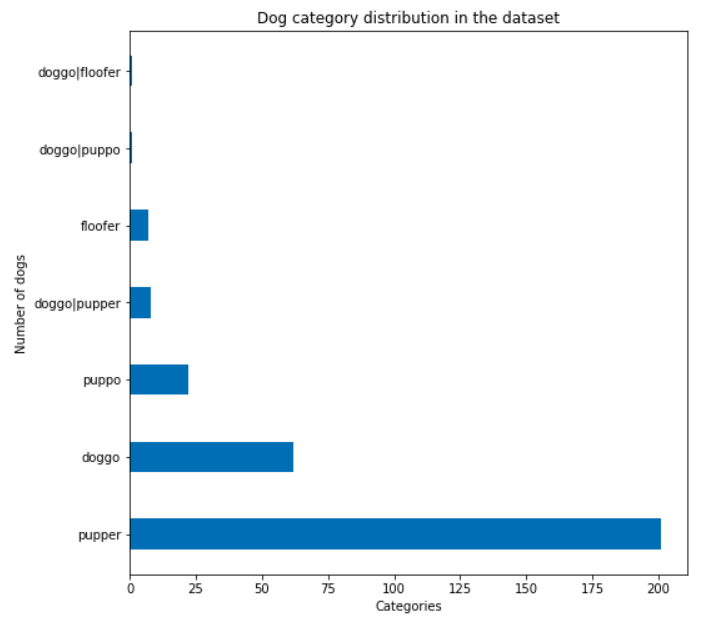 Dog category distribution in the dataset
doggo|floofer
doggo|puppo
floofer
doggo|pupper
puppo
doggo
pupper
Number of dogs
0 25 50 75 100 125 150 175 200
Categories